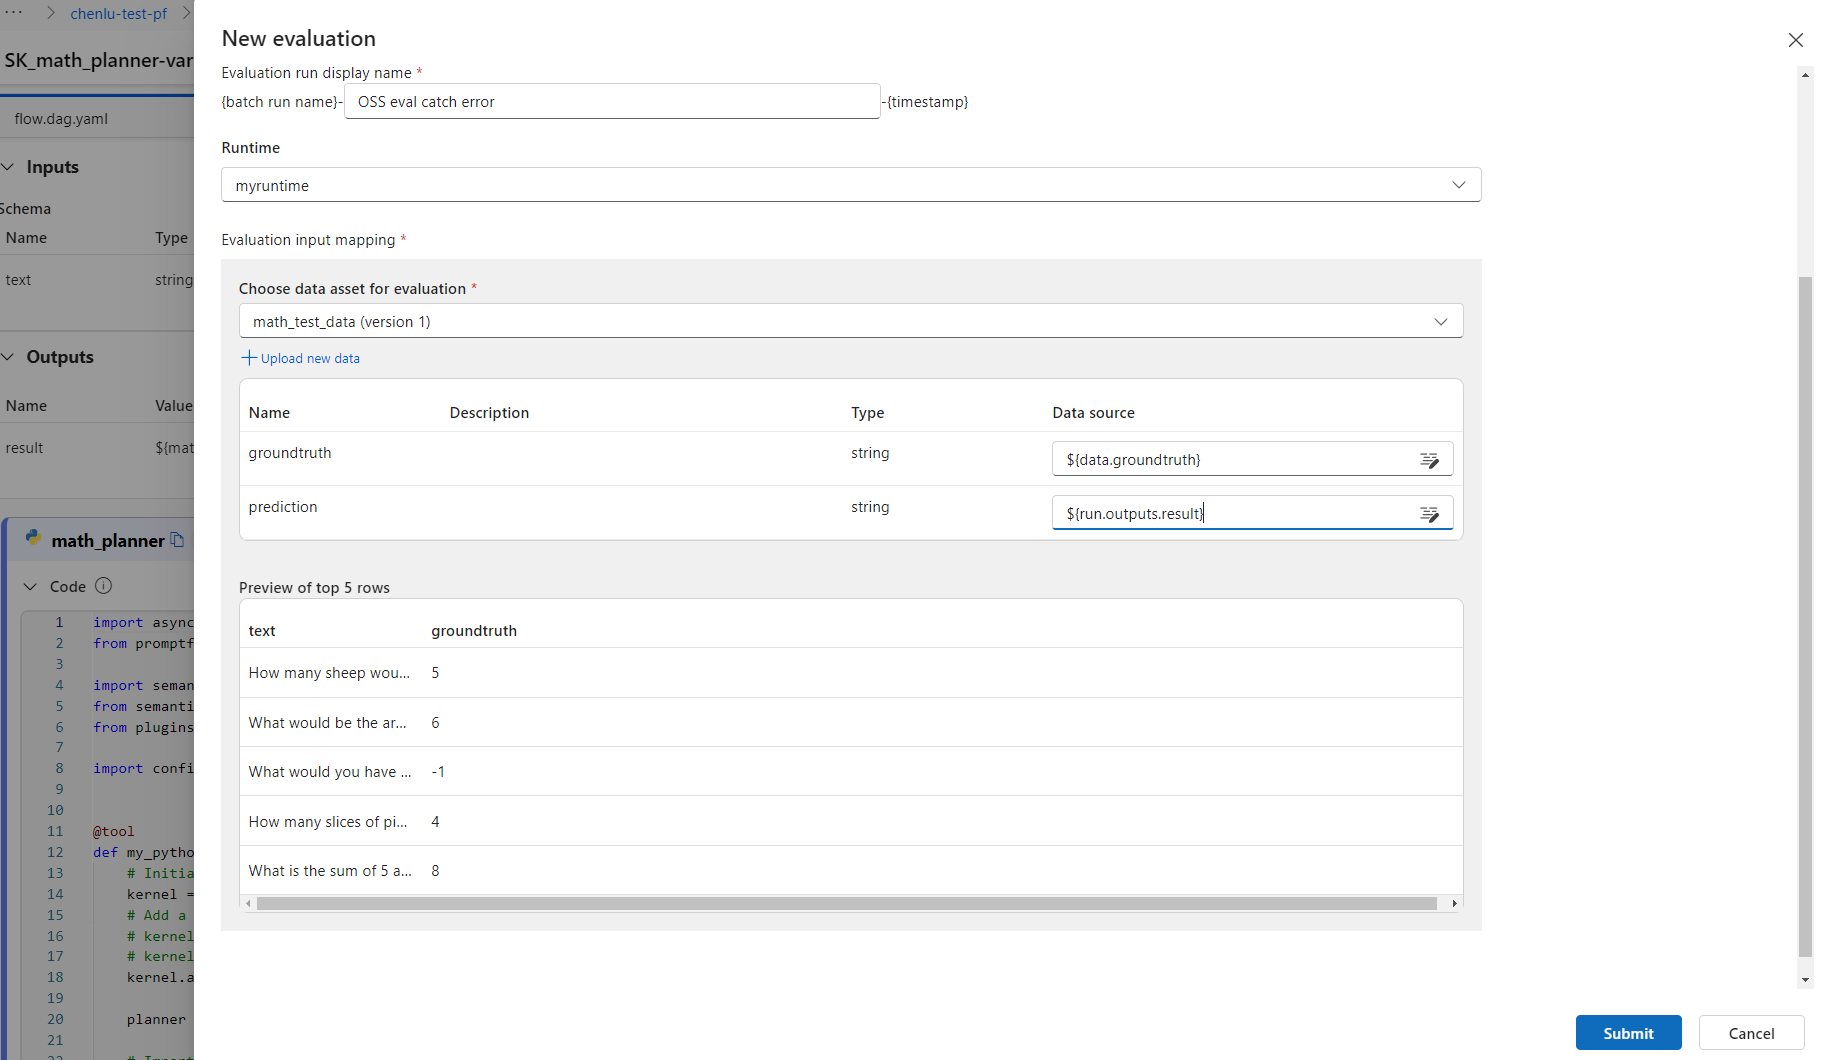 chenlu-test-pf
SK_math_planner-var
flow.dag.yaml
Inputs
Schema
Name Type
text string
Outputs
Name Value
result ${mat
math_planner
Code
1 import async
2 from promptf
3
4 import seman
5 from semanti
6 from plugins
7
8 import confi
9
10
11 @tool
12 def my_pytho
13 # Initia
14 kernel =
15 # Add a
16 # kernel
17 # kernel
18 kernel.a
19
20 planner
21
22 # Import
New evaluation
Evaluation run display name *
{batch run name}- OSS eval catch error -{timestamp}
Runtime
myruntime
Evaluation input mapping *
Choose data asset for evaluation *
math_test_data (version 1)
Upload new data
Name Description Type Data source
groundtruth string ${data.groundtruth}
prediction string ${run.outputs.result}
Preview of top 5 rows
text groundtruth
How many sheep wou... 5
What would be the ar... 6
What would you have ... -1
How many slices of pi... 4
What is the sum of 5 a... 8
Submit Cancel